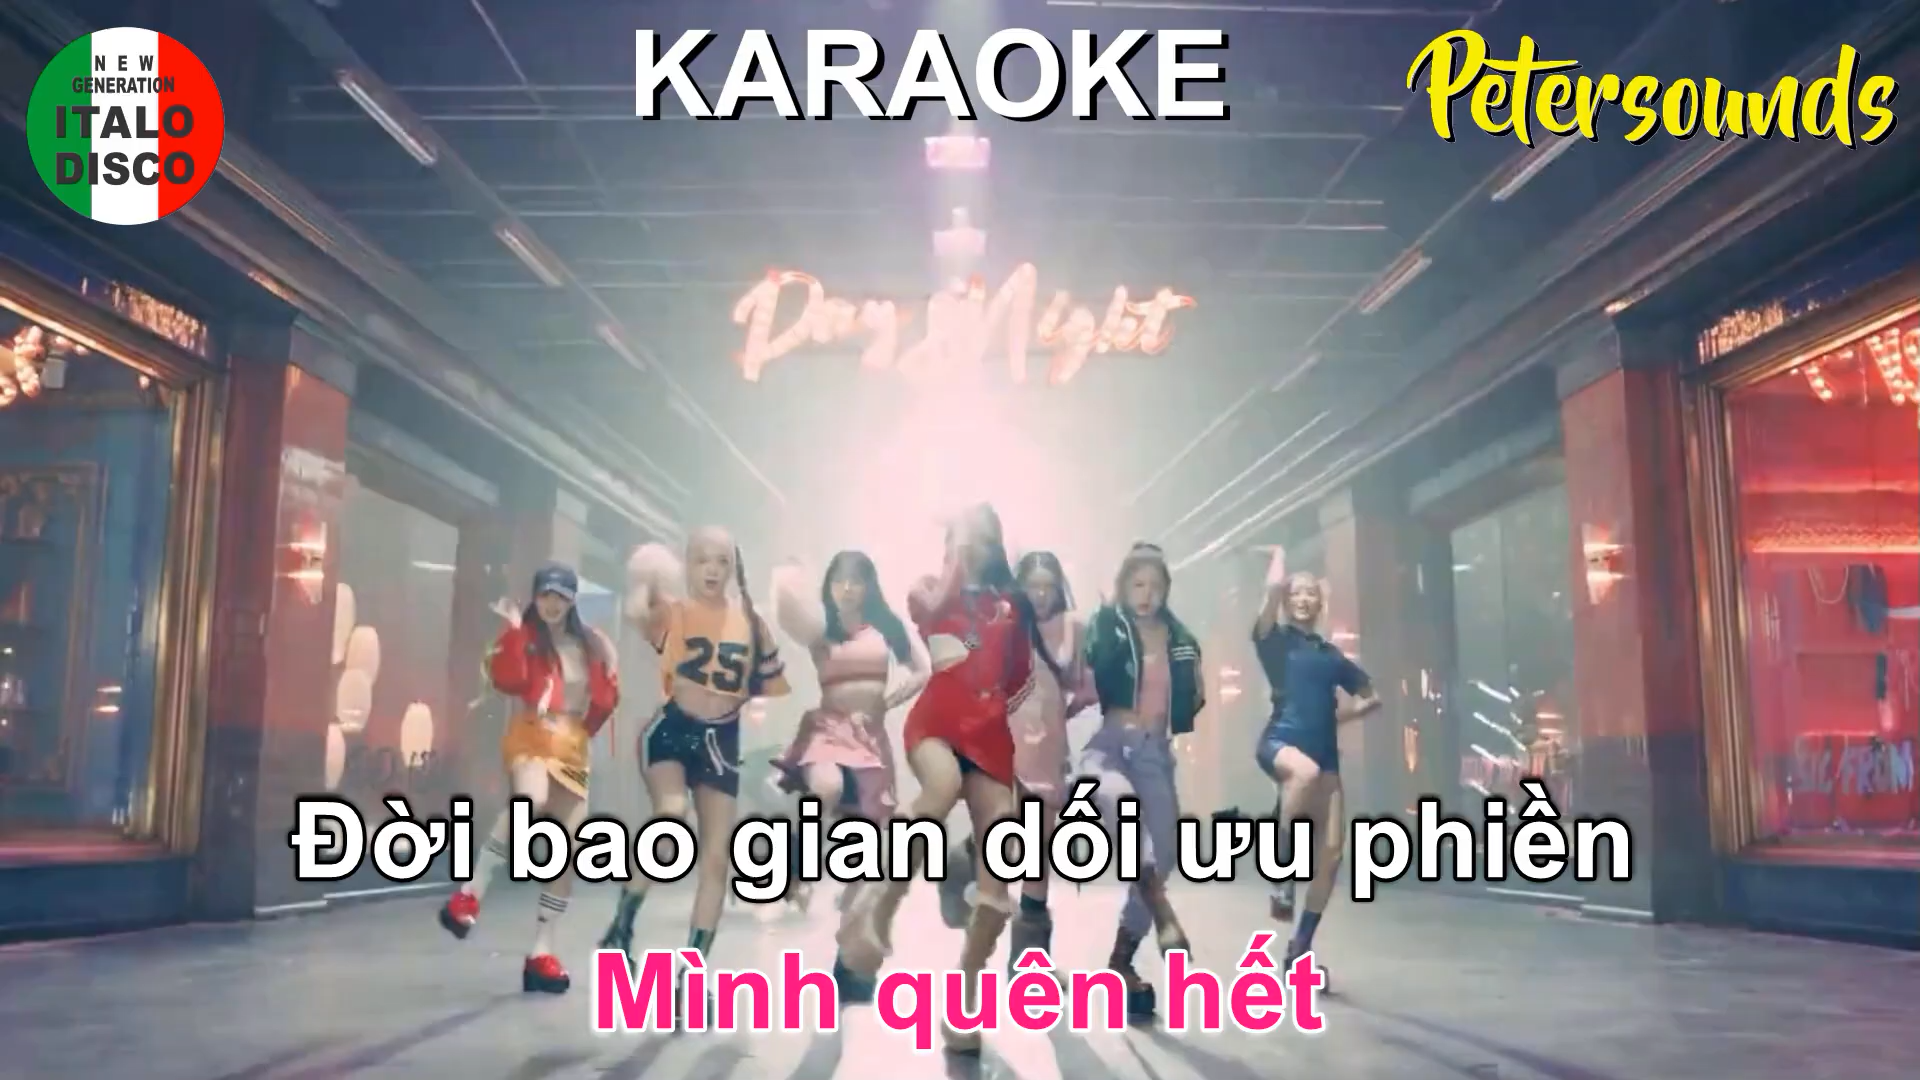 NEW
GENERATION
ITALO
DISCO
KARAOKE
Petersounds
Day & Night
25
Đời bao gian dối ưu phiền
Mình quên hết